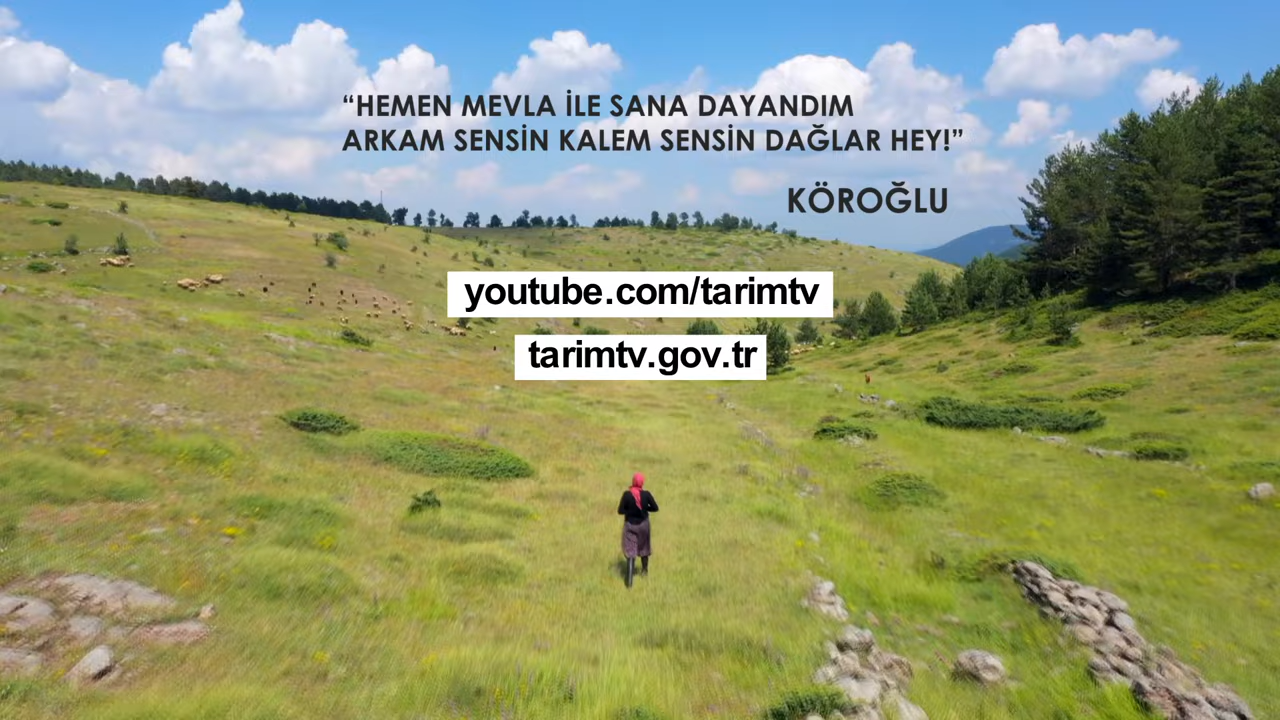 “HEMEN MEVLA İLE SANA DAYANDIM
ARKAM SENSİN KALEM SENSİN DAĞLAR HEY!”
KÖROĞLU
youtube.com/tarimtv
tarimtv.gov.tr